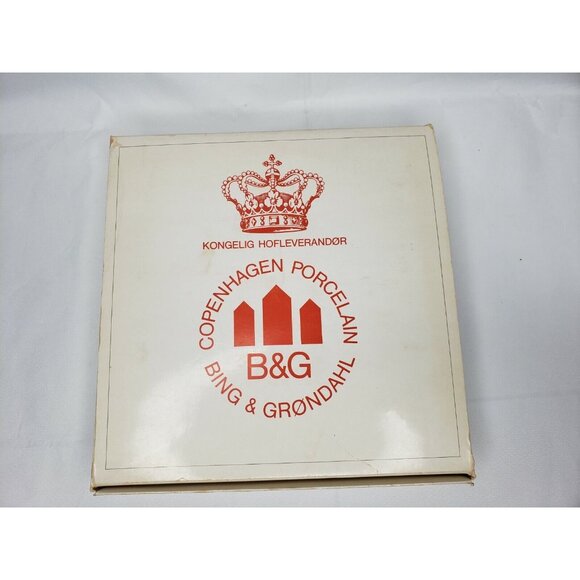 KONGELIG HOFLEVERANDØR
COPENHAGEN PORCELAIN
B&G
BING & GRØNDAHL